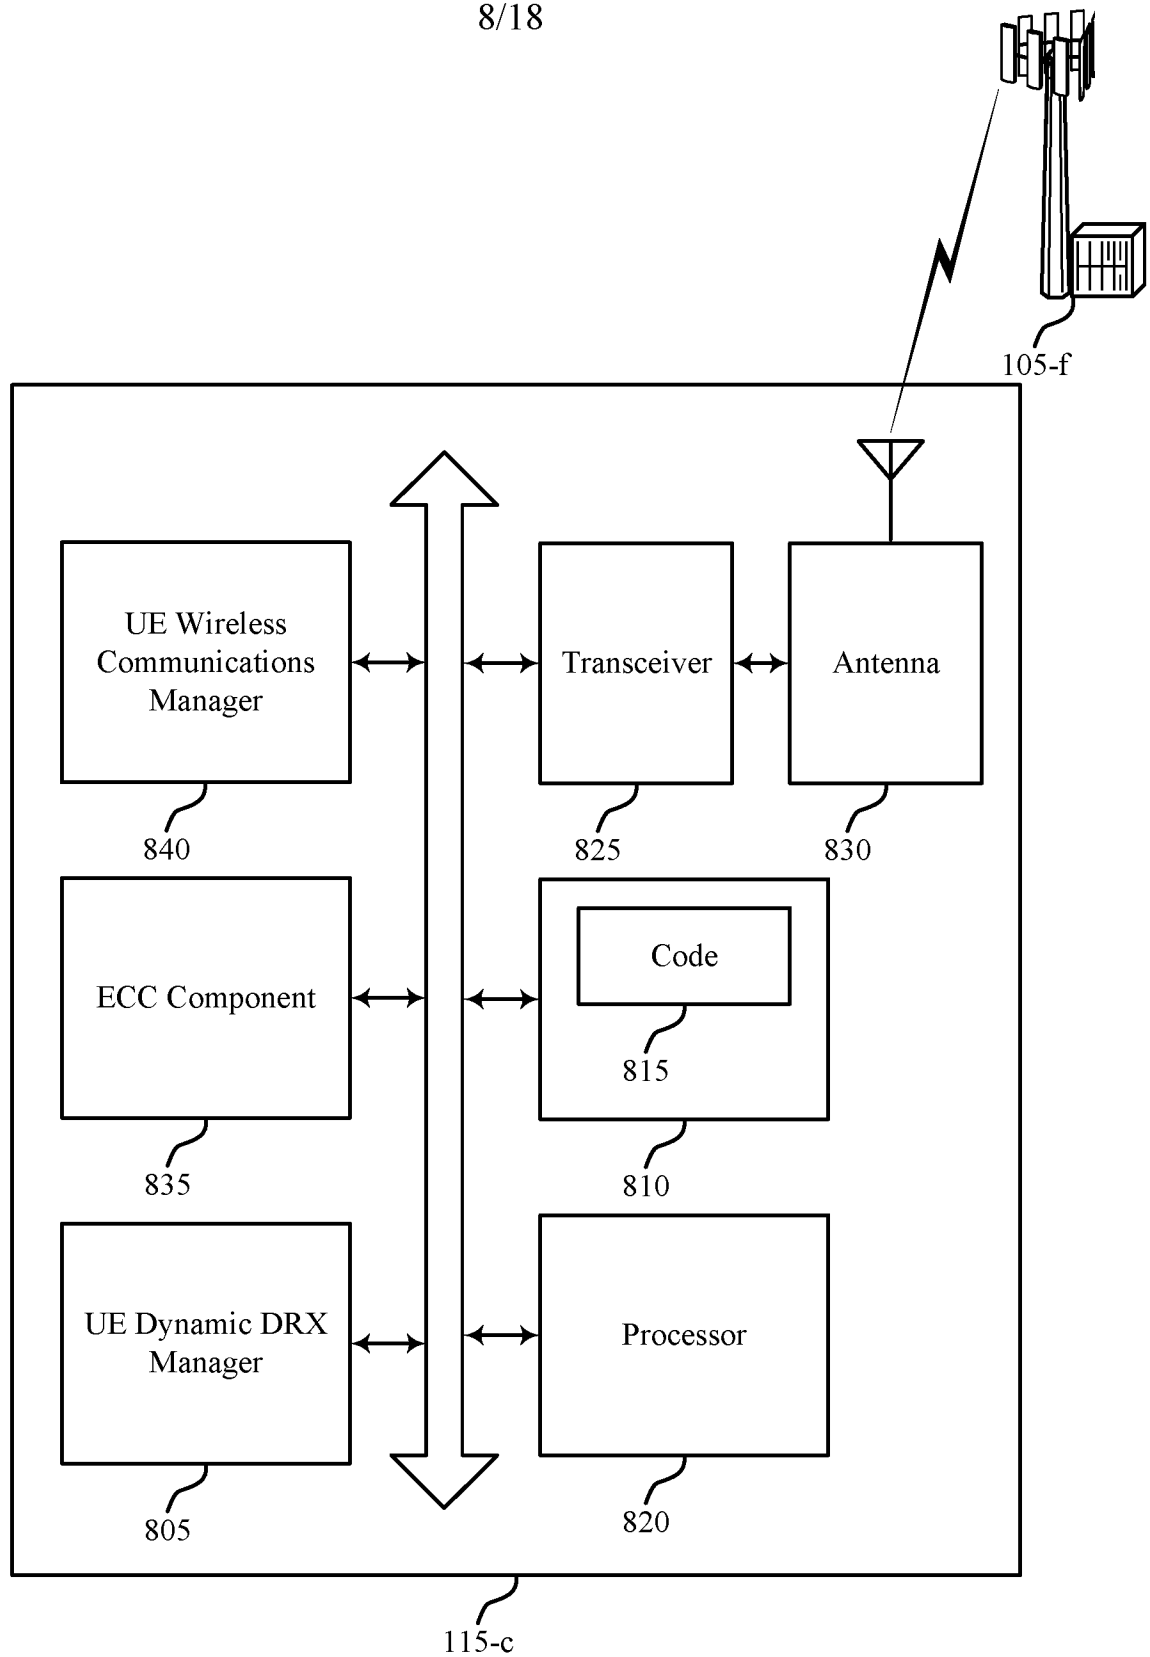 8/18
105-f
UE Wireless
Communications
Manager
Transceiver
Antenna
840
825
830
Code
ECC Component
815
835
810
UE Dynamic DRX
Manager
Processor
805
820
115-c